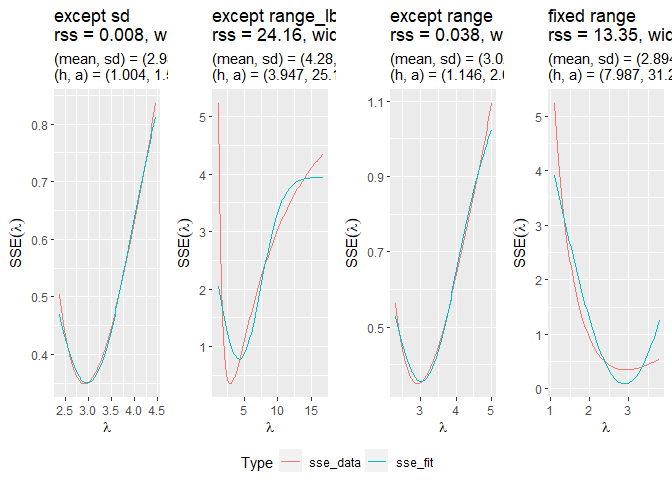 except sd
rss = 0.008, w
(mean, sd) = (2.9
(h, a) = (1.004, 1.
SSE(λ)
0.8
0.7
0.6
0.5
0.4
2.5 3.0 3.5 4.0 4.5
λ
except range_lb
rss = 24.16, wid
(mean, sd) = (4.28,
(h, a) = (3.947, 25.1
SSE(λ)
5
4
3
2
1
5 10 15
λ
except range
rss = 0.038, w
(mean, sd) = (3.0
(h, a) = (1.146, 2.0
SSE(λ)
1.1
0.9
0.7
0.5
3 4 5
λ
fixed range
rss = 13.35, wid
(mean, sd) = (2.894
(h, a) = (7.987, 31.2
SSE(λ)
5
4
3
2
1
0
1 2 3
λ
Type sse_data sse_fit